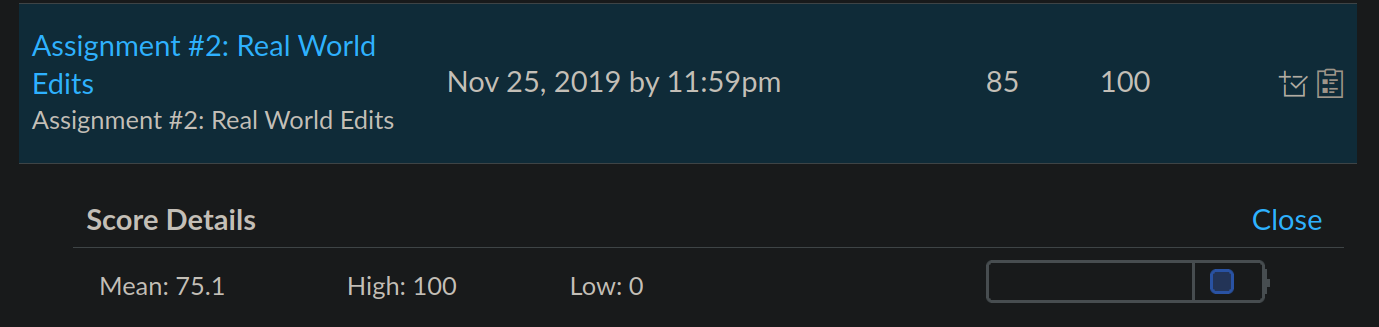 Assignment #2: Real World
Edits
Assignment #2: Real World Edits
Nov 25, 2019 by 11:59pm
85
100
Score Details
Close
Mean: 75.1
High: 100
Low: 0